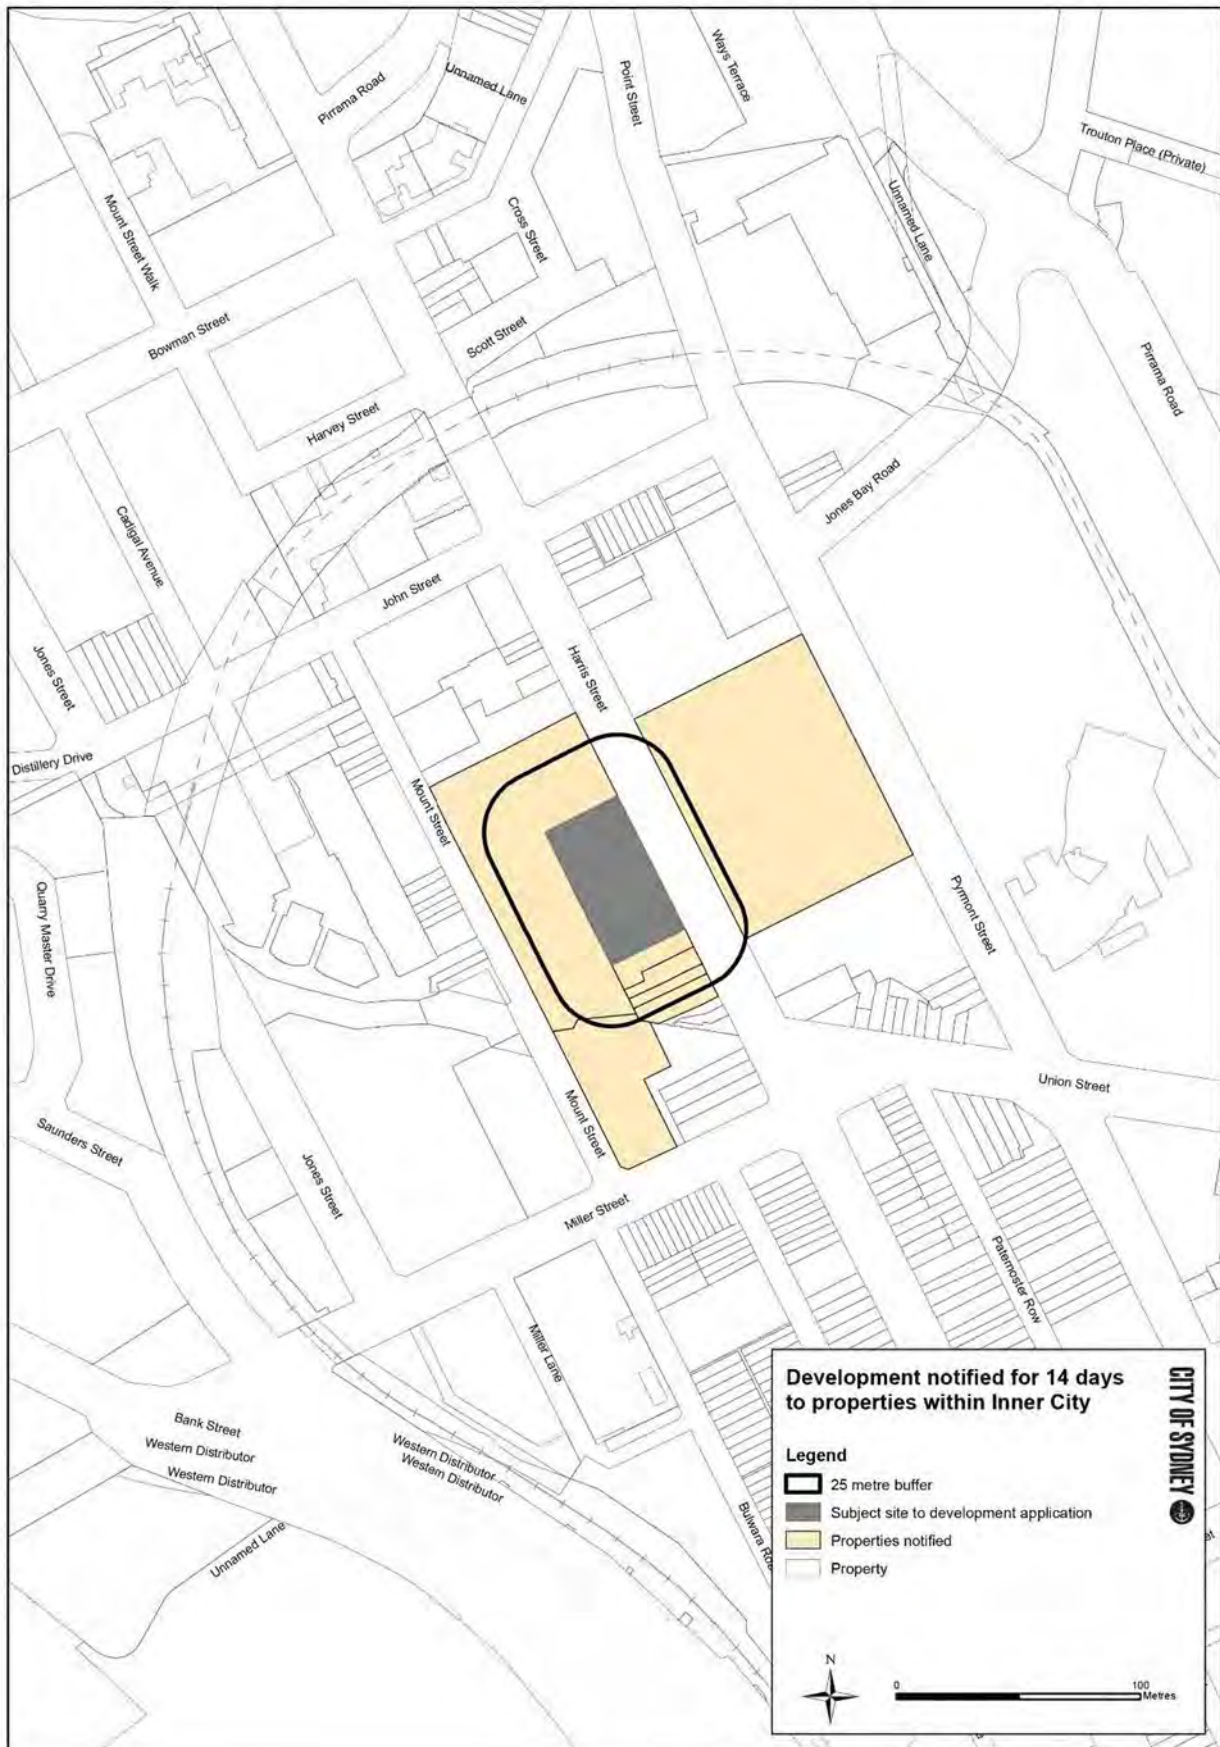 Pirrama Road
Unnamed Lane
Point Street
Ways Terrace
Trouton Place (Private)
Mount Street Walk
Cross Street
Unnamed Lane
Bowman Street
Scott Street
Pirrama Road
Harvey Street
Jones Bay Road
Cadigal Avenue
John Street
Jones Street
Harris Street
Distillery Drive
Mount Street
Quarry Master Drive
Pyrmont Street
Union Street
Mount Street
Saunders Street
Jones Street
Miller Street
Paternoster Row
Miller Lane
Bank Street
Western Distributor
Western Distributor
Western Distributor
Western Distributor
Unnamed Lane
Bulwara Roa
et
Development notified for 14 days
to properties within Inner City
CITY OF SYDNEY
Legend
25 metre buffer
Subject site to development application
Properties notified
Property
N
0
100
Metres